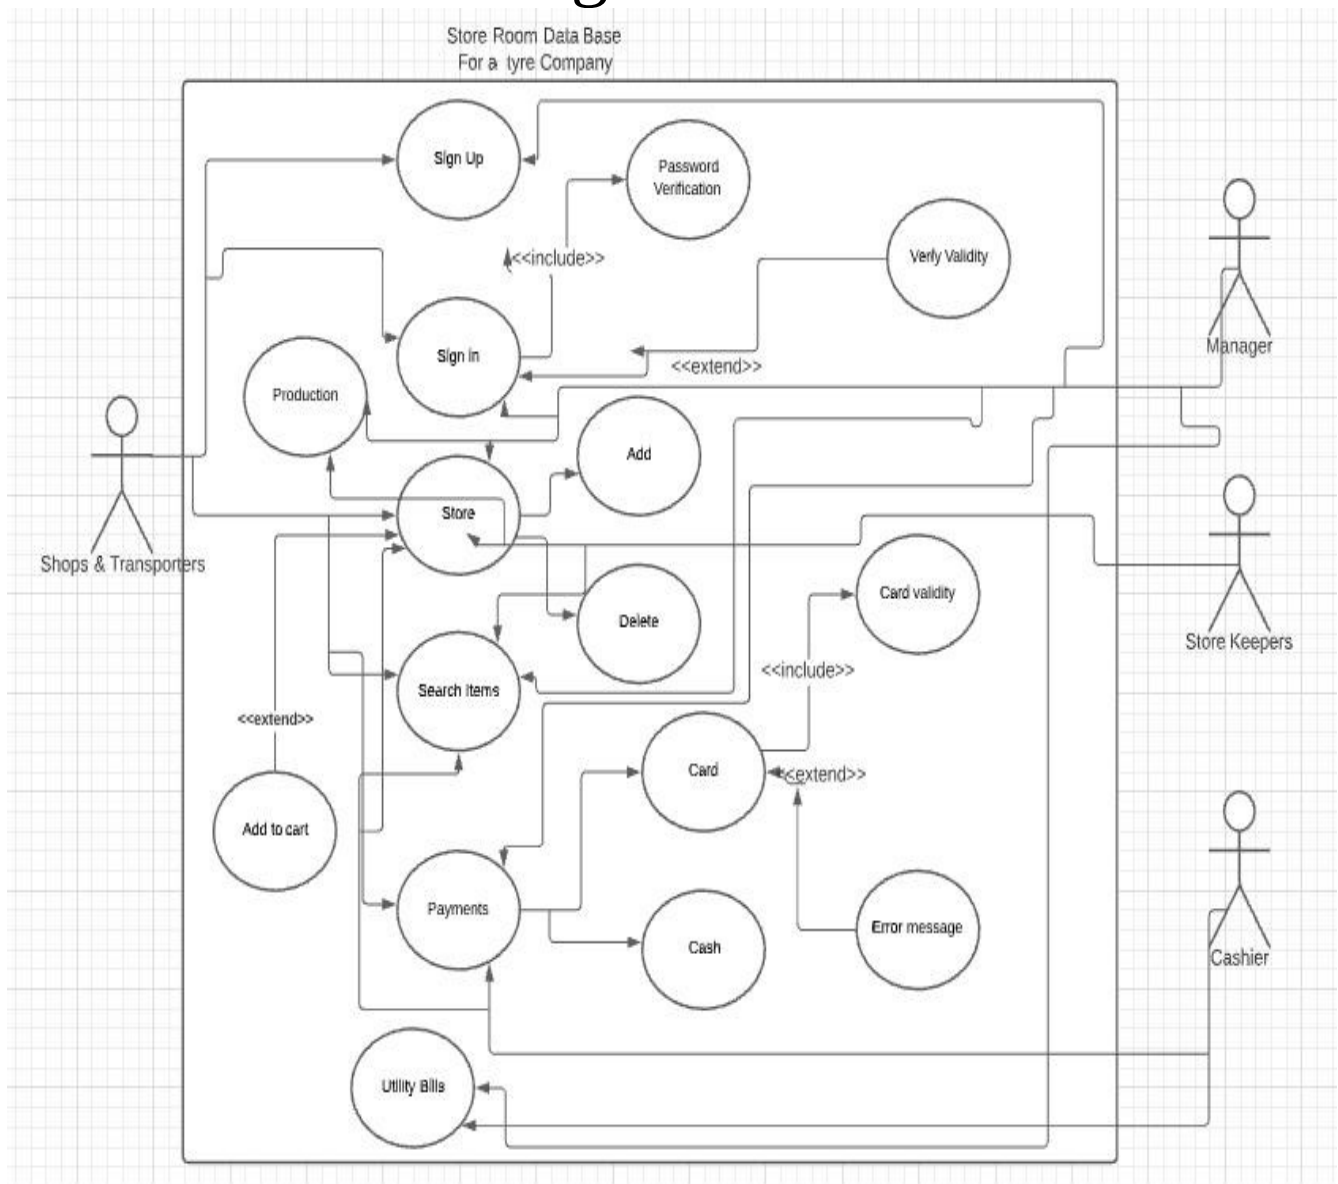 Store Room Data Base
For a tyre Company
Sign Up
Password
Verification
<<include>>
Verfy Validity
Manager
Sign in
<<extend>>
Production
Add
Store
Shops & Transporters
Card validity
Delete
Store Keepers
<<include>>
Search items
<<extend>>
Card
<<extend>>
Add to cart
Payments
Error message
Cash
Cashier
Utility Bills